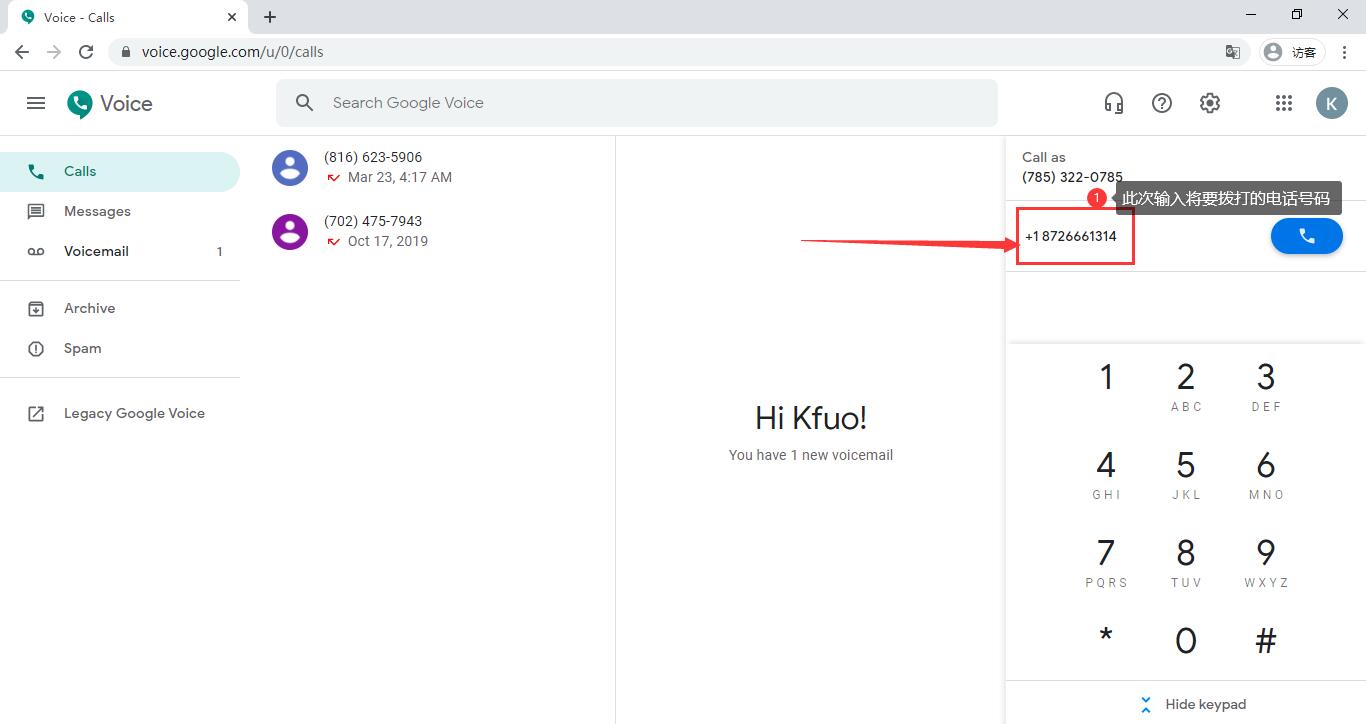 Voice - Calls
voice.google.com/u/0/calls
访客
Voice
Search Google Voice
K
Calls
Messages
Voicemail 1
Archive
Spam
Legacy Google Voice
(816) 623-5906
Mar 23, 4:17 AM
(702) 475-7943
Oct 17, 2019
Hi Kfuo!
You have 1 new voicemail
Call as
(785) 322-0785
1 此次输入将要拨打的电话号码
+1 8726661314
1 2 3
ABC DEF
4 5 6
GHI JKL MNO
7 8 9
PQRS TUV WXYZ
* 0 #
Hide keypad